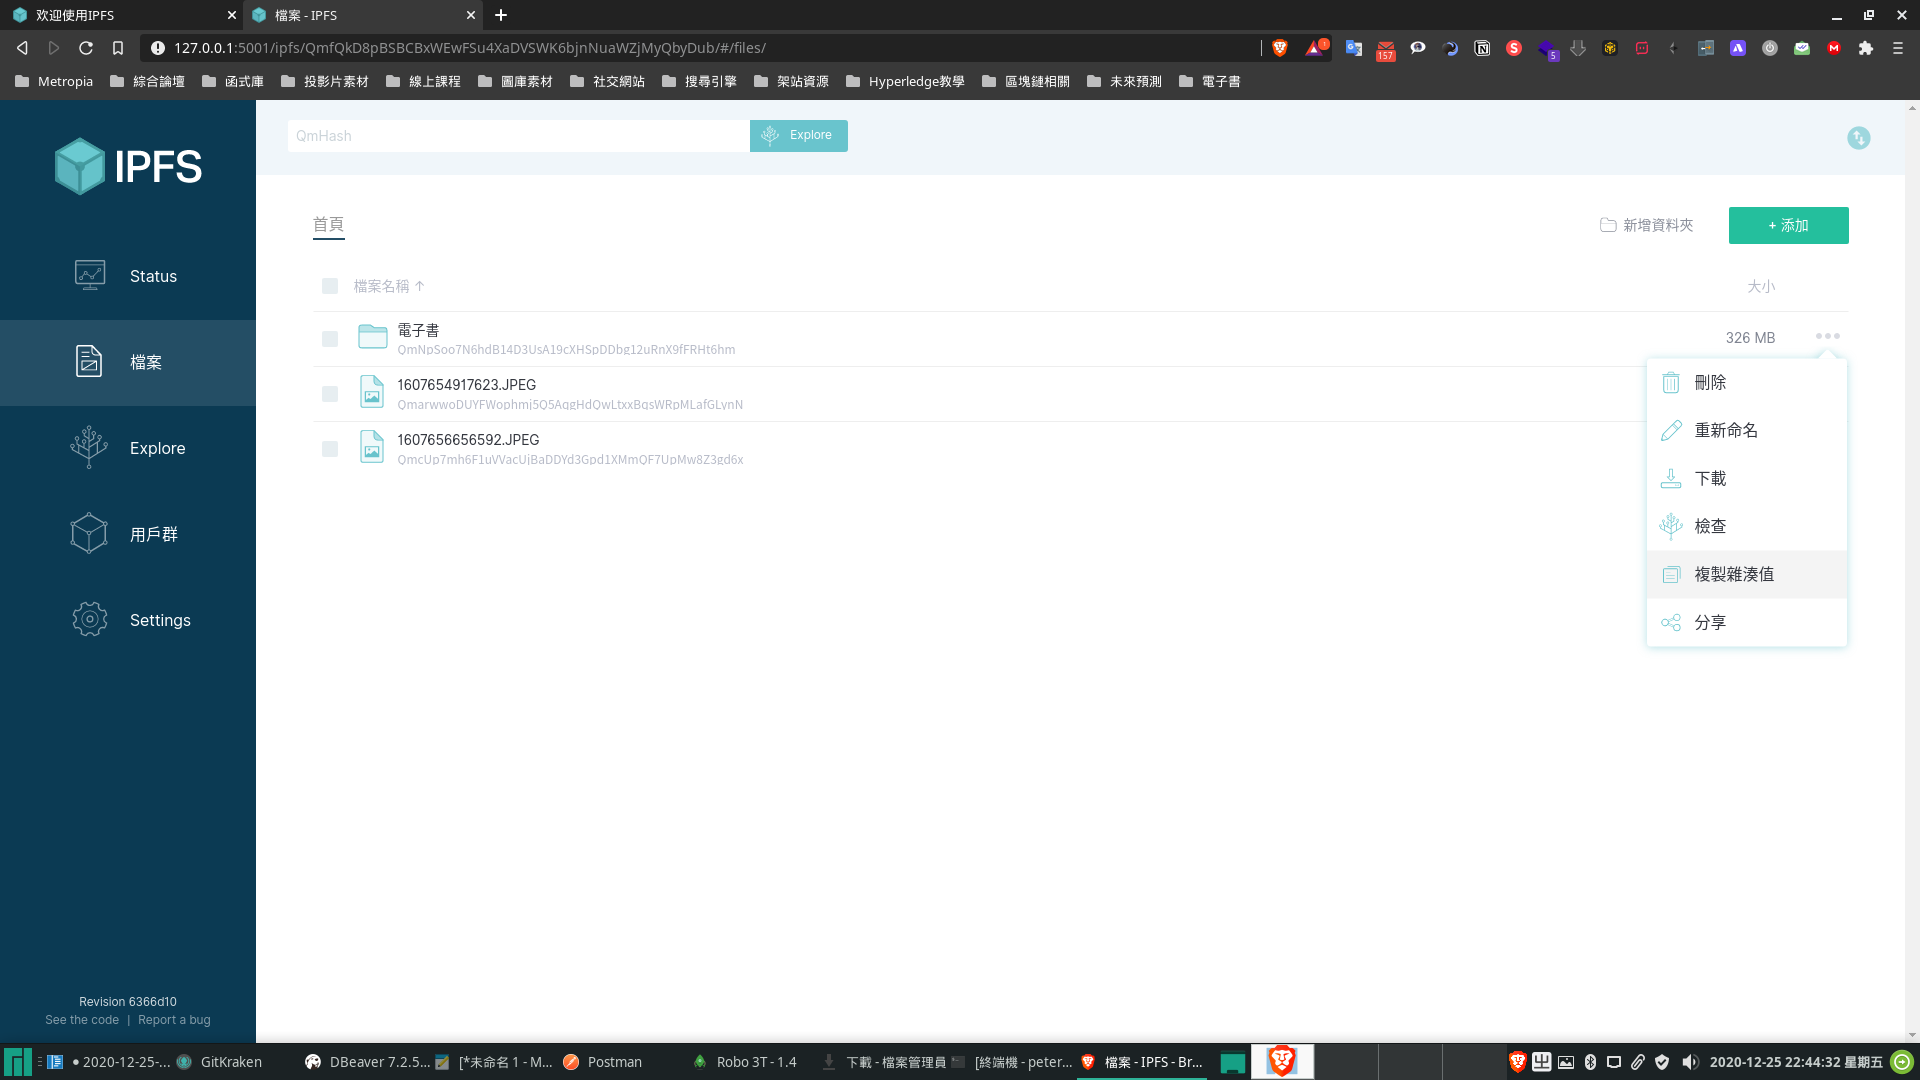 欢迎使用IPFS
檔案 - IPFS
127.0.0.1:5001/ipfs/QmfQkD8pBSBCBxWEwFSu4XaDVSWK6bjnNuaWZjMyQbyDub/#/files/
1
157
5
Metropia 綜合論壇 函式庫 投影片素材 線上課程 圖庫素材 社交網站 搜尋引擎 架站資源 Hyperledge教學 區塊鏈相關 未來預測 電子書
IPFS
QmHash
Explore
Status
檔案
Explore
用戶群
Settings
首頁
新增資料夾
+ 添加
檔案名稱 ↑
大小
電子書
QmNpSoo7N6hdB14D3UsA19cXHSpDDbg12uRnX9fFRHt6hm
326 MB
1607654917623.JPEG
QmarwwoDUYFWophmj5Q5AqgHdQwLtxxBqsWRpMLafGLynN
1607656656592.JPEG
QmcUp7mh6F1uVVacUjBaDDYd3Gpd1XMmQF7UpMw8Z3gd6x
刪除
重新命名
下載
檢查
複製雜湊值
分享
Revision 6366d10
See the code | Report a bug
● 2020-12-25-...
GitKraken
DBeaver 7.2.5...
[*未命名 1 - M...
Postman
Robo 3T - 1.4
下載 - 檔案管理員
[終端機 - peter...
檔案 - IPFS - Br...
2020-12-25 22:44:32 星期五